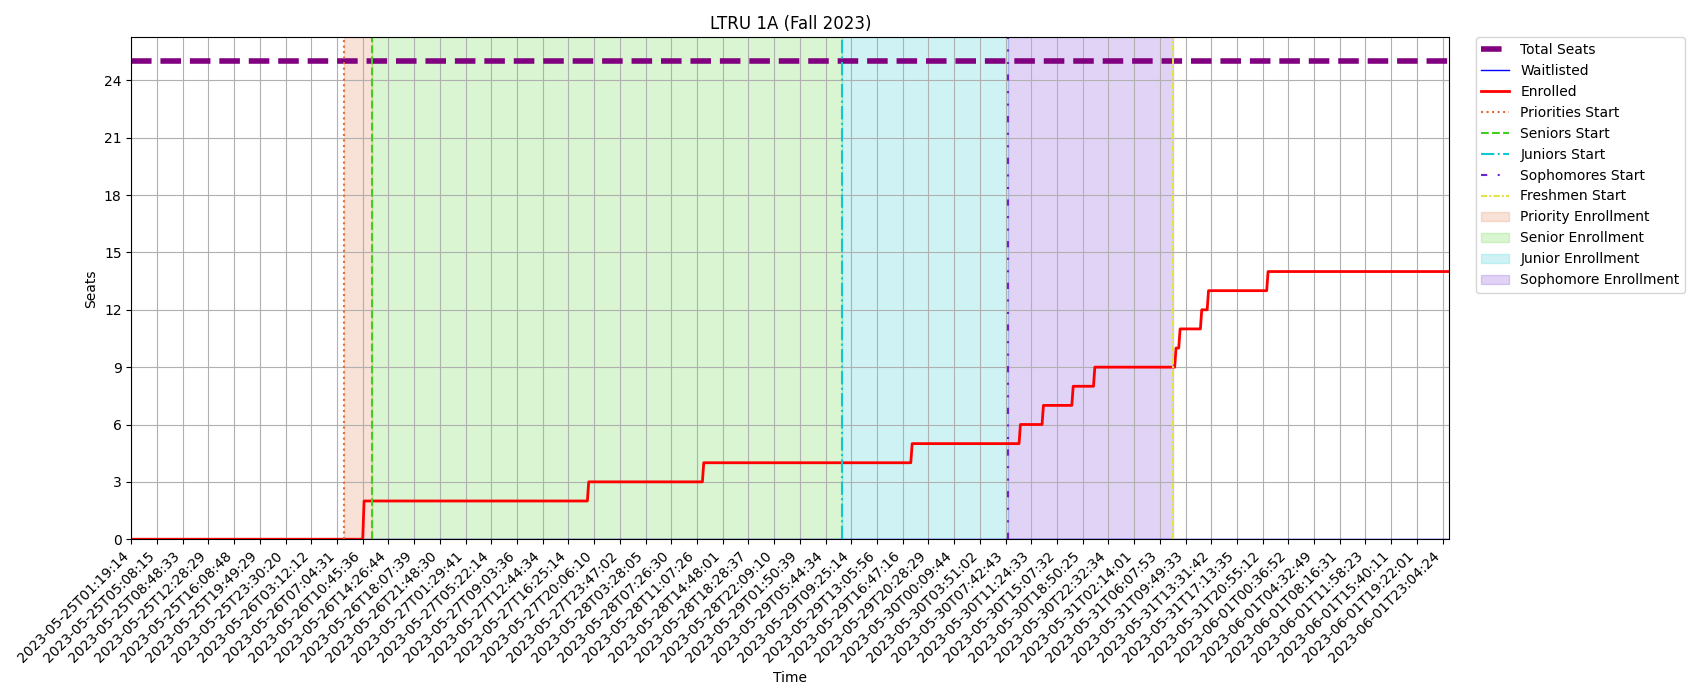 LTRU 1A (Fall 2023)
Total Seats
Waitlisted
Enrolled
Priorities Start
Seniors Start
Juniors Start
Sophomores Start
Freshmen Start
Priority Enrollment
Senior Enrollment
Junior Enrollment
Sophomore Enrollment
Seats
24
21
18
15
12
9
6
3
0
2023-05-25T01:19:14
2023-05-25T05:08:15
2023-05-25T08:48:33
2023-05-25T12:28:29
2023-05-25T16:08:48
2023-05-25T19:49:29
2023-05-25T23:30:20
2023-05-26T03:12:12
2023-05-26T07:04:31
2023-05-26T10:45:36
2023-05-26T14:26:44
2023-05-26T18:07:39
2023-05-26T21:48:30
2023-05-27T01:29:41
2023-05-27T05:22:14
2023-05-27T09:03:36
2023-05-27T12:44:34
2023-05-27T16:25:14
2023-05-27T20:06:10
2023-05-27T23:47:02
2023-05-28T03:28:05
2023-05-28T07:26:30
2023-05-28T11:07:26
2023-05-28T14:48:01
2023-05-28T18:28:37
2023-05-28T22:09:10
2023-05-29T01:50:39
2023-05-29T05:44:34
2023-05-29T09:25:14
2023-05-29T13:05:56
2023-05-29T16:47:16
2023-05-29T20:28:29
2023-05-30T00:09:44
2023-05-30T03:51:02
2023-05-30T07:42:43
2023-05-30T11:24:33
2023-05-30T15:07:32
2023-05-30T18:50:25
2023-05-30T22:32:34
2023-05-31T02:14:01
2023-05-31T06:07:53
2023-05-31T09:49:33
2023-05-31T13:31:42
2023-05-31T17:13:35
2023-05-31T20:55:12
2023-06-01T00:36:52
2023-06-01T04:32:49
2023-06-01T08:16:31
2023-06-01T11:58:23
2023-06-01T15:40:11
2023-06-01T19:22:01
2023-06-01T23:04:24
Time